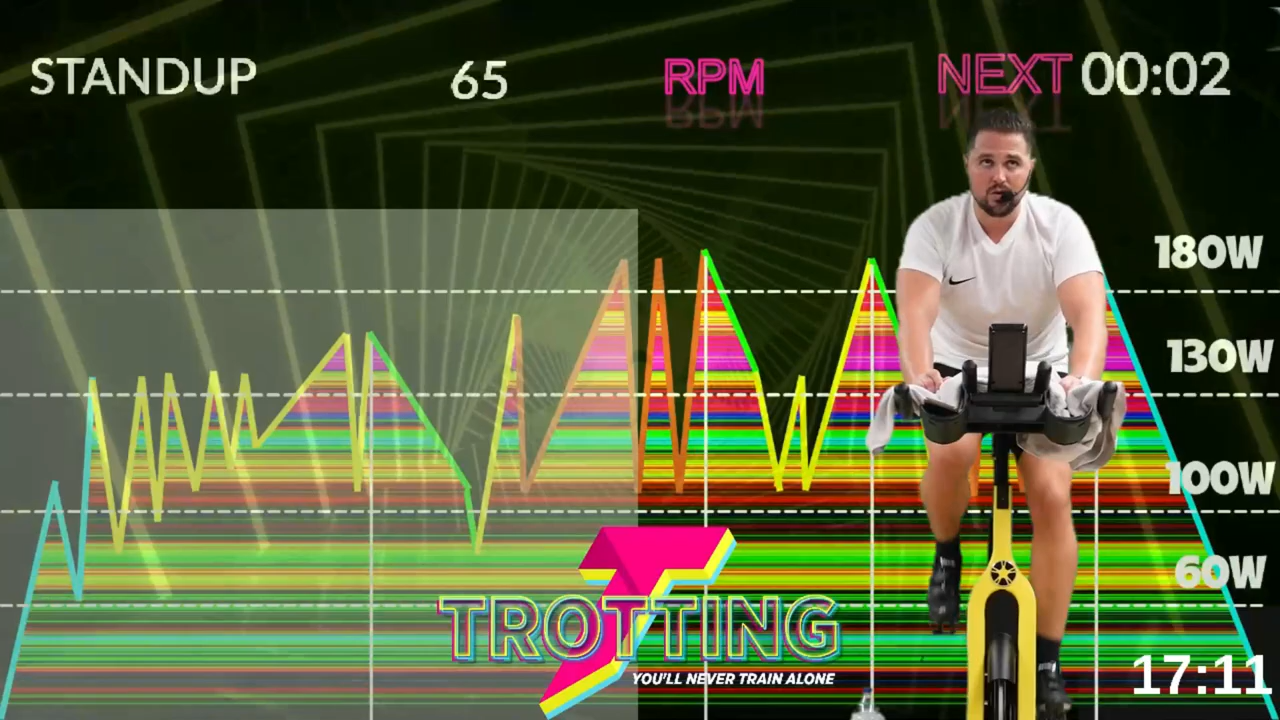 STANDUP
65
RPM
NEXT 00:02
180W
130W
100W
60W
TROTTING
YOU'LL NEVER TRAIN ALONE
17:11